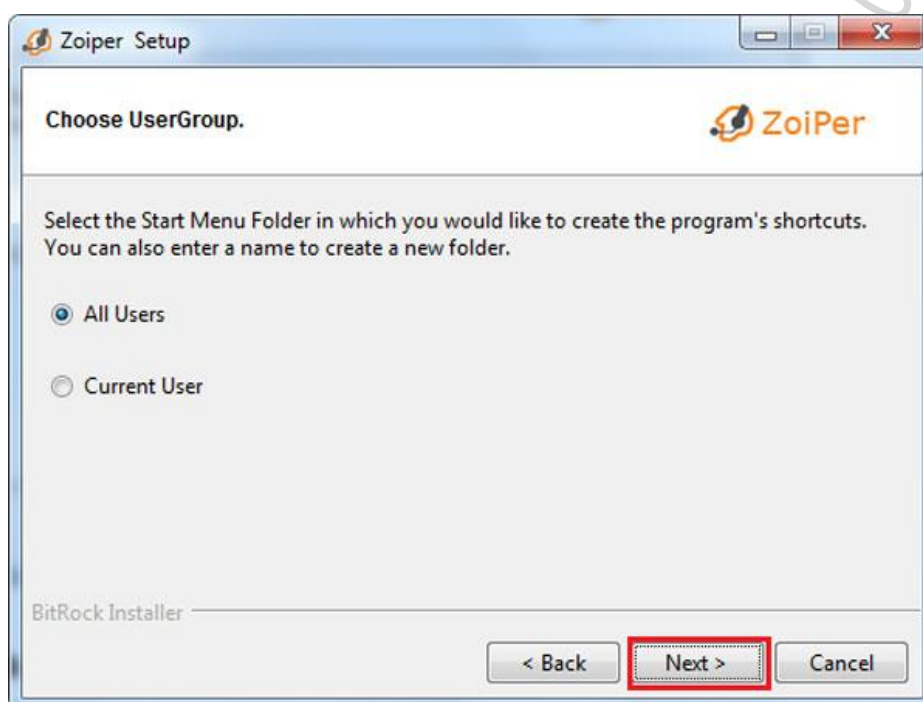 Zoiper Setup
Choose UserGroup.
ZoiPer
Select the Start Menu Folder in which you would like to create the program's shortcuts.
You can also enter a name to create a new folder.
All Users
Current User
BitRock Installer
< Back Next > Cancel